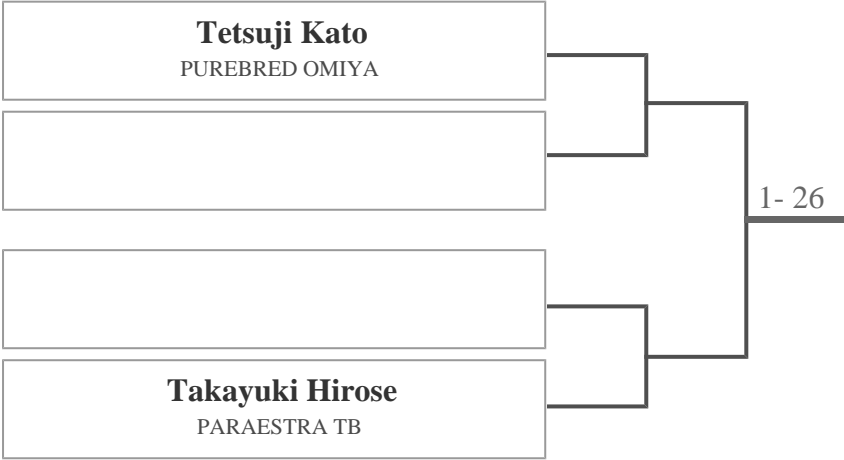 Tetsuji Kato
PUREBRED OMIYA
1- 26
Takayuki Hirose
PARAESTRA TB